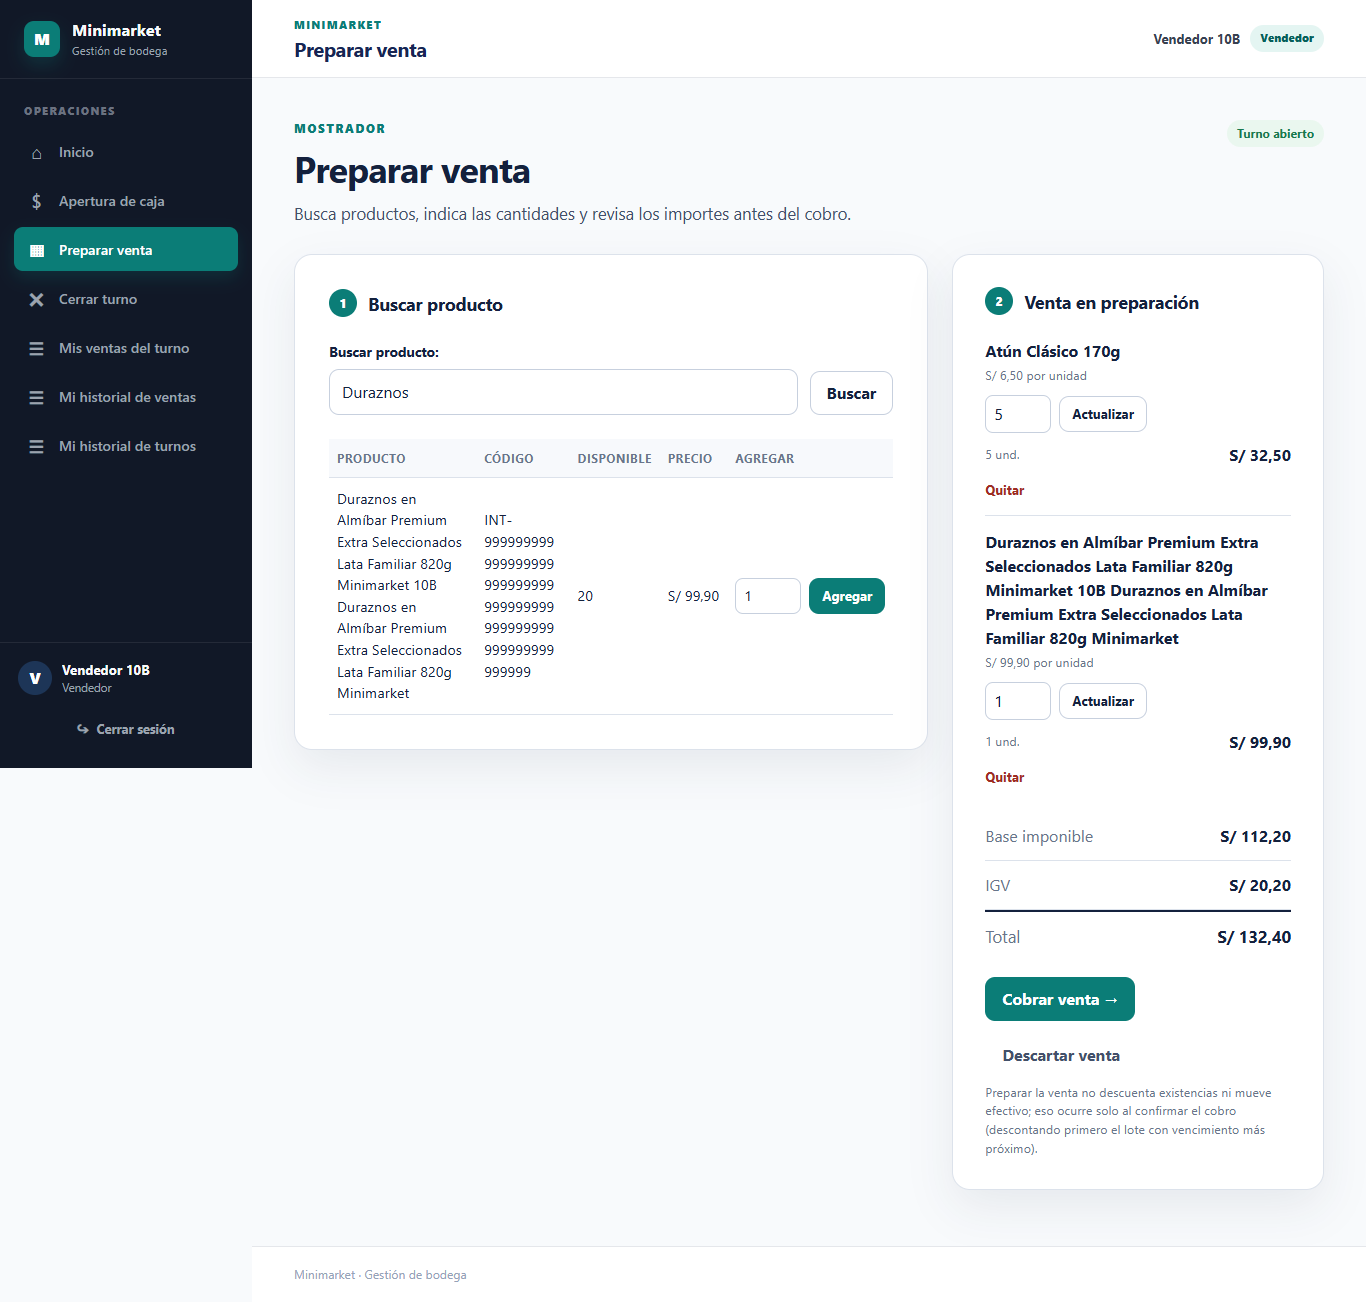 M
Minimarket
Gestión de bodega
OPERACIONES
Inicio
$ Apertura de caja
Preparar venta
Cerrar turno
Mis ventas del turno
Mi historial de ventas
Mi historial de turnos
V
Vendedor 10B
Vendedor
Cerrar sesión
MINIMARKET
Preparar venta
Vendedor 10B
Vendedor
MOSTRADOR
Turno abierto
Preparar venta
Busca productos, indica las cantidades y revisa los importes antes del cobro.
1 Buscar producto
Buscar producto:
Duraznos
Buscar
PRODUCTO CÓDIGO DISPONIBLE PRECIO AGREGAR
Duraznos en
Almíbar Premium
Extra Seleccionados
Lata Familiar 820g
Minimarket 10B
Duraznos en
Almíbar Premium
Extra Seleccionados
Lata Familiar 820g
Minimarket
INT-
999999999
999999999
999999999
999999999
999999999
999999999
999999
20
S/ 99,90
1
Agregar
2 Venta en preparación
Atún Clásico 170g
S/ 6,50 por unidad
5
Actualizar
5 und.
S/ 32,50
Quitar
Duraznos en Almíbar Premium Extra
Seleccionados Lata Familiar 820g
Minimarket 10B Duraznos en Almíbar
Premium Extra Seleccionados Lata
Familiar 820g Minimarket
S/ 99,90 por unidad
1
Actualizar
1 und.
S/ 99,90
Quitar
Base imponible S/ 112,20
IGV S/ 20,20
Total S/ 132,40
Cobrar venta →
Descartar venta
Preparar la venta no descuenta existencias ni mueve
efectivo; eso ocurre solo al confirmar el cobro
(descontando primero el lote con vencimiento más
próximo).
Minimarket · Gestión de bodega